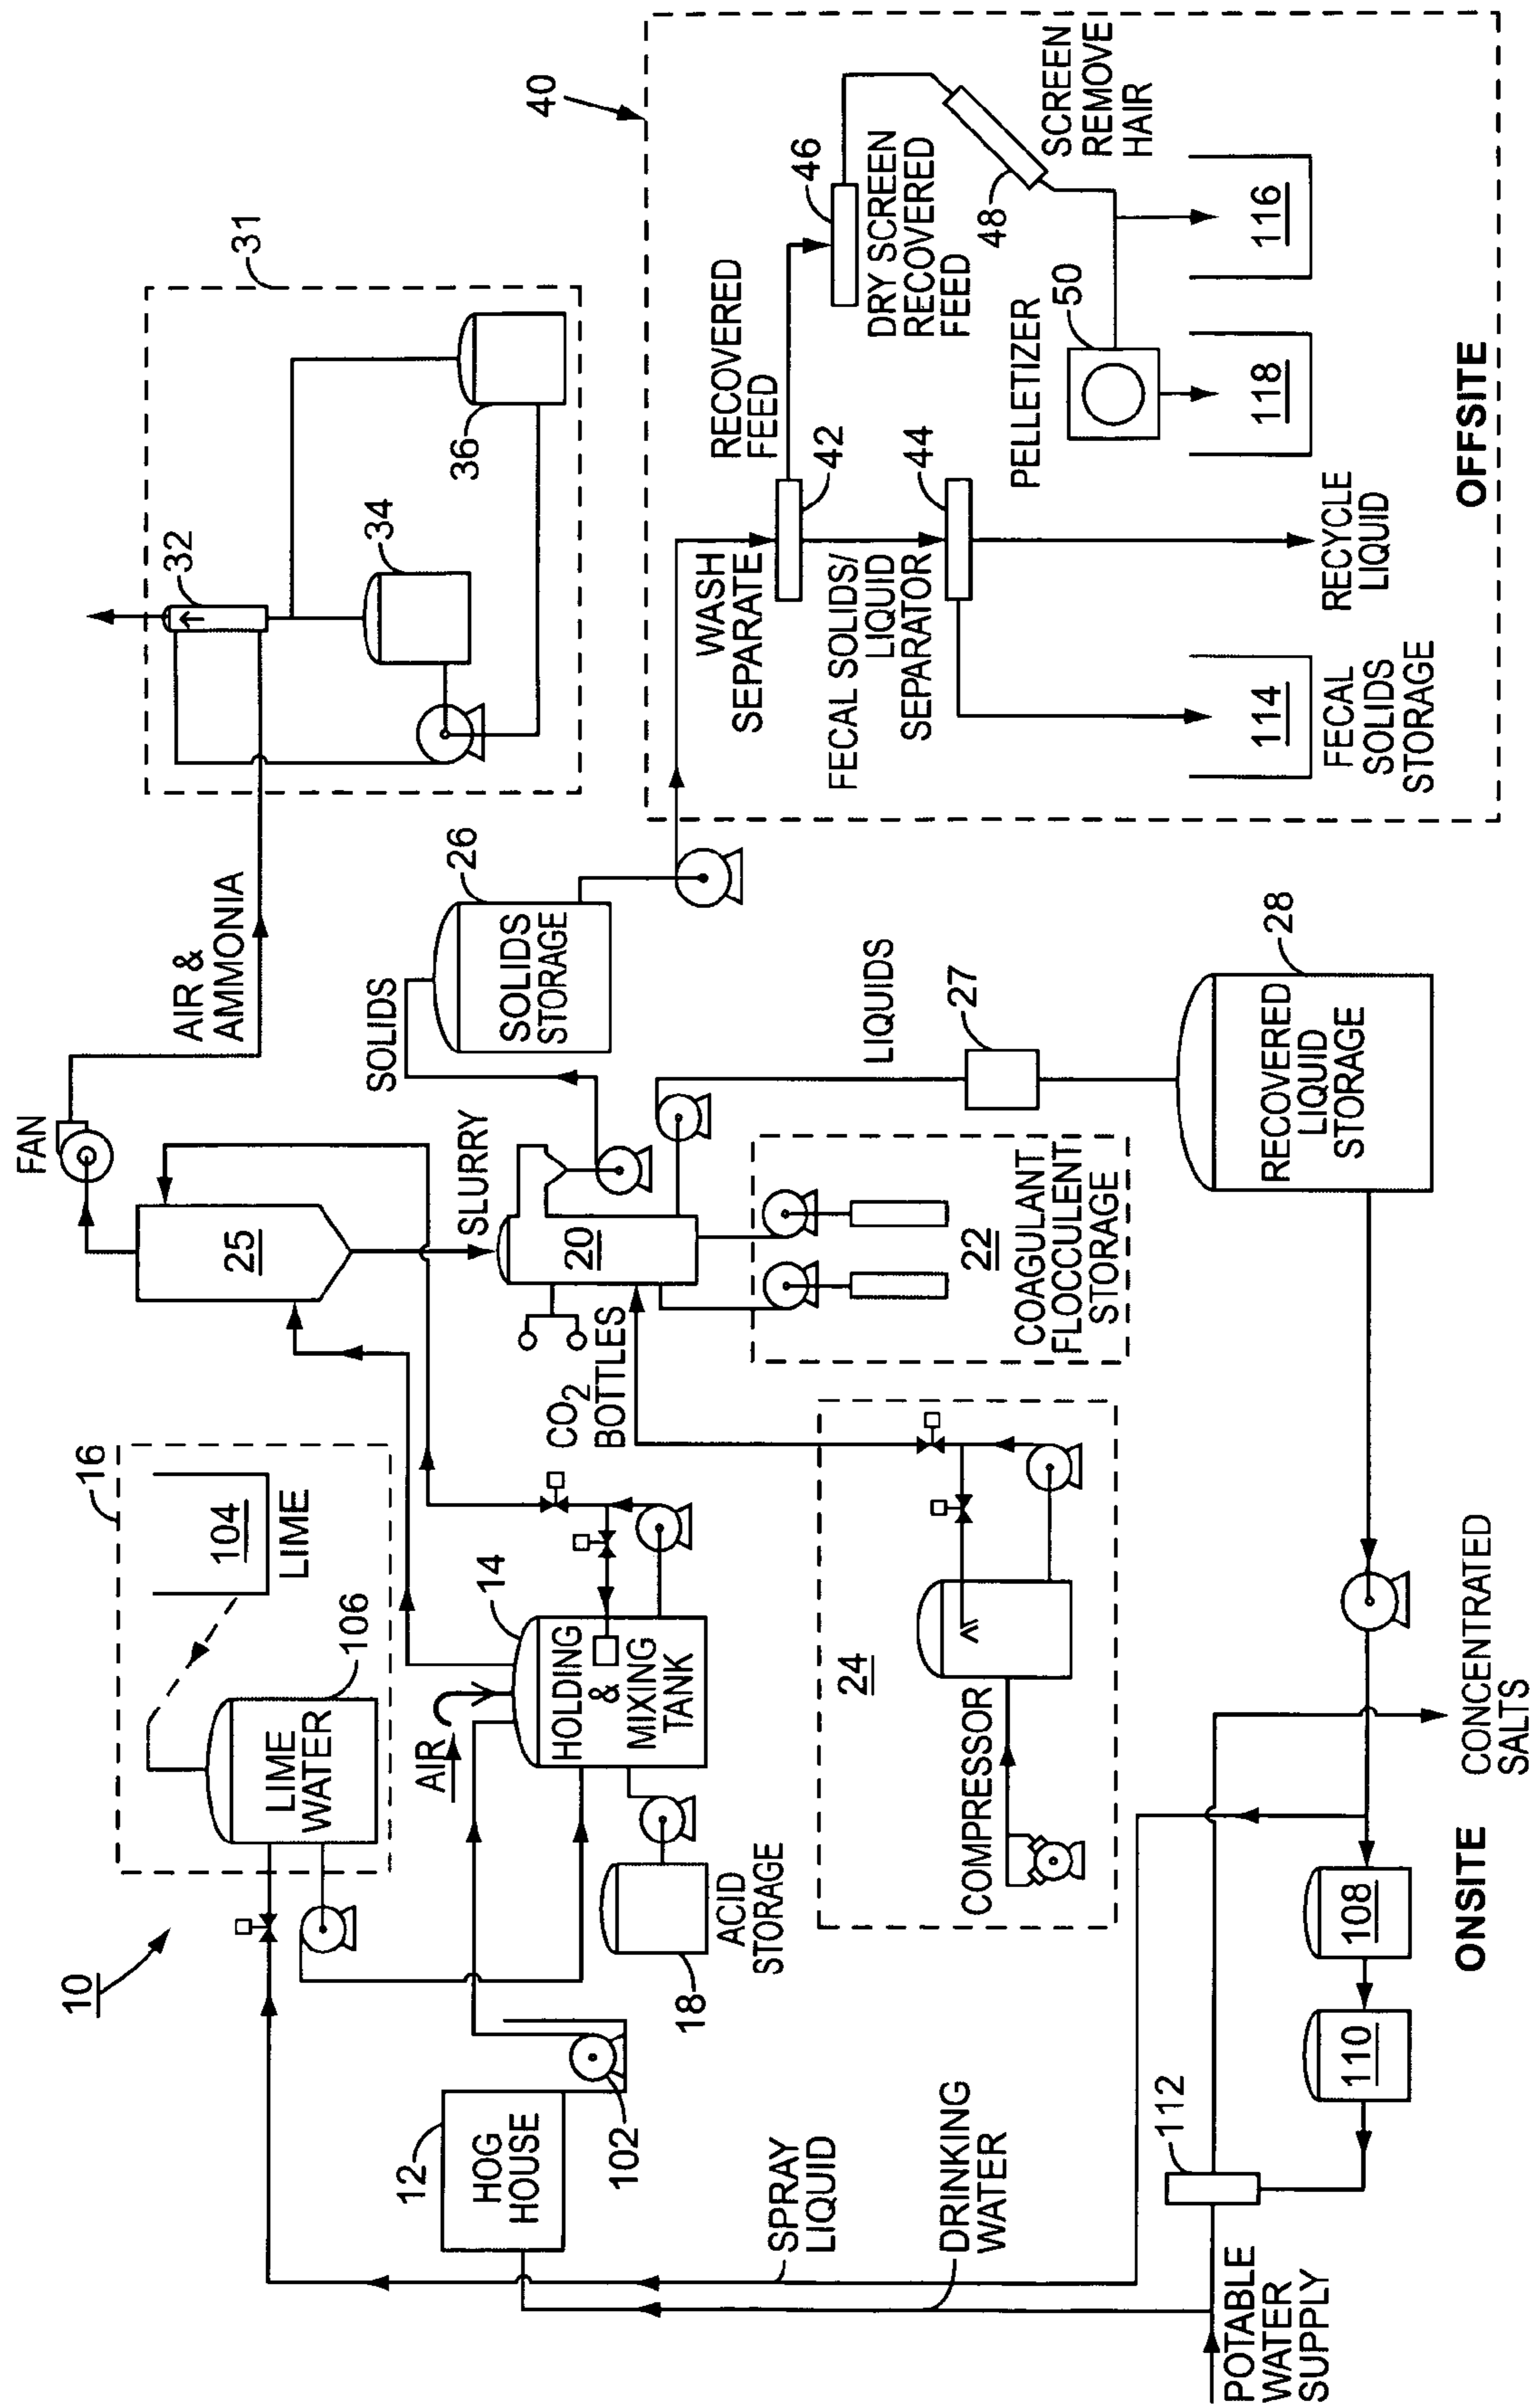 10
16
104
LIME
LIME
WATER
106
12
HOG
HOUSE
102
AIR
14
HOLDING
&
MIXING
TANK
18
ACID
STORAGE
FAN
25
AIR &
AMMONIA
31
32
34
36
SLURRY
20
CO2
BOTTLES
SOLIDS
26
SOLIDS
STORAGE
22
COAGULANT
FLOCCULENT
STORAGE
24
COMPRESSOR
LIQUIDS
27
28
RECOVERED
LIQUID
STORAGE
SPRAY
LIQUID
DRINKING
WATER
POTABLE
WATER
SUPPLY
112
110
108
CONCENTRATED
SALTS
ONSITE
40
WASH
SEPARATE
42
RECOVERED
FEED
46
DRY SCREEN
RECOVERED
FEED
48
SCREEN
REMOVE
HAIR
FECAL SOLIDS/
LIQUID
SEPARATOR
44
PELLETIZER
50
114
FECAL
SOLIDS
STORAGE
RECYCLE
LIQUID
118
116
OFFSITE